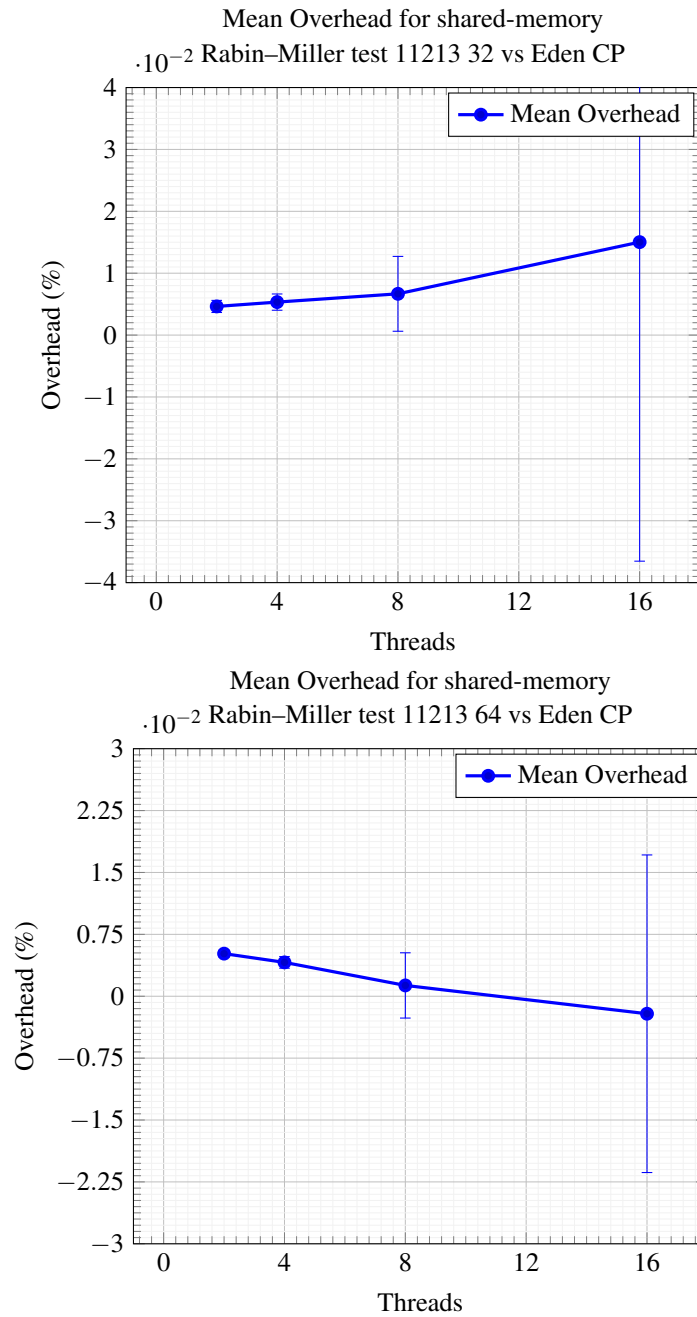 Mean Overhead for shared-memory
·10−2 Rabin–Miller test 11213 32 vs Eden CP
Mean Overhead
4
3
2
1
0
−1
−2
−3
−4
Overhead (%)
0 4 8 12 16
Threads
Mean Overhead for shared-memory
·10−2 Rabin–Miller test 11213 64 vs Eden CP
Mean Overhead
3
2.25
1.5
0.75
0
−0.75
−1.5
−2.25
−3
Overhead (%)
0 4 8 12 16
Threads